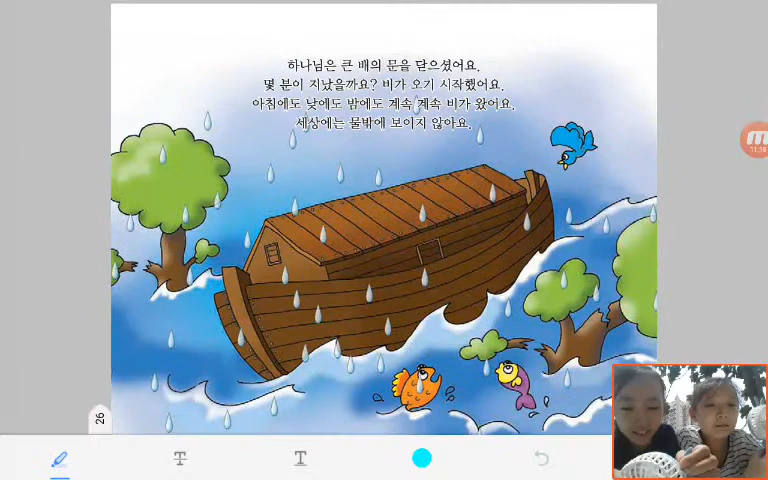 하나님은 큰 배의 문을 닫으셨어요.
몇 분이 지났을까요? 비가 오기 시작했어요.
아침에도 낮에도 밤에도 계속 계속 비가 왔어요.
세상에는 물밖에 보이지 않아요.
26
T
T
M
11:16